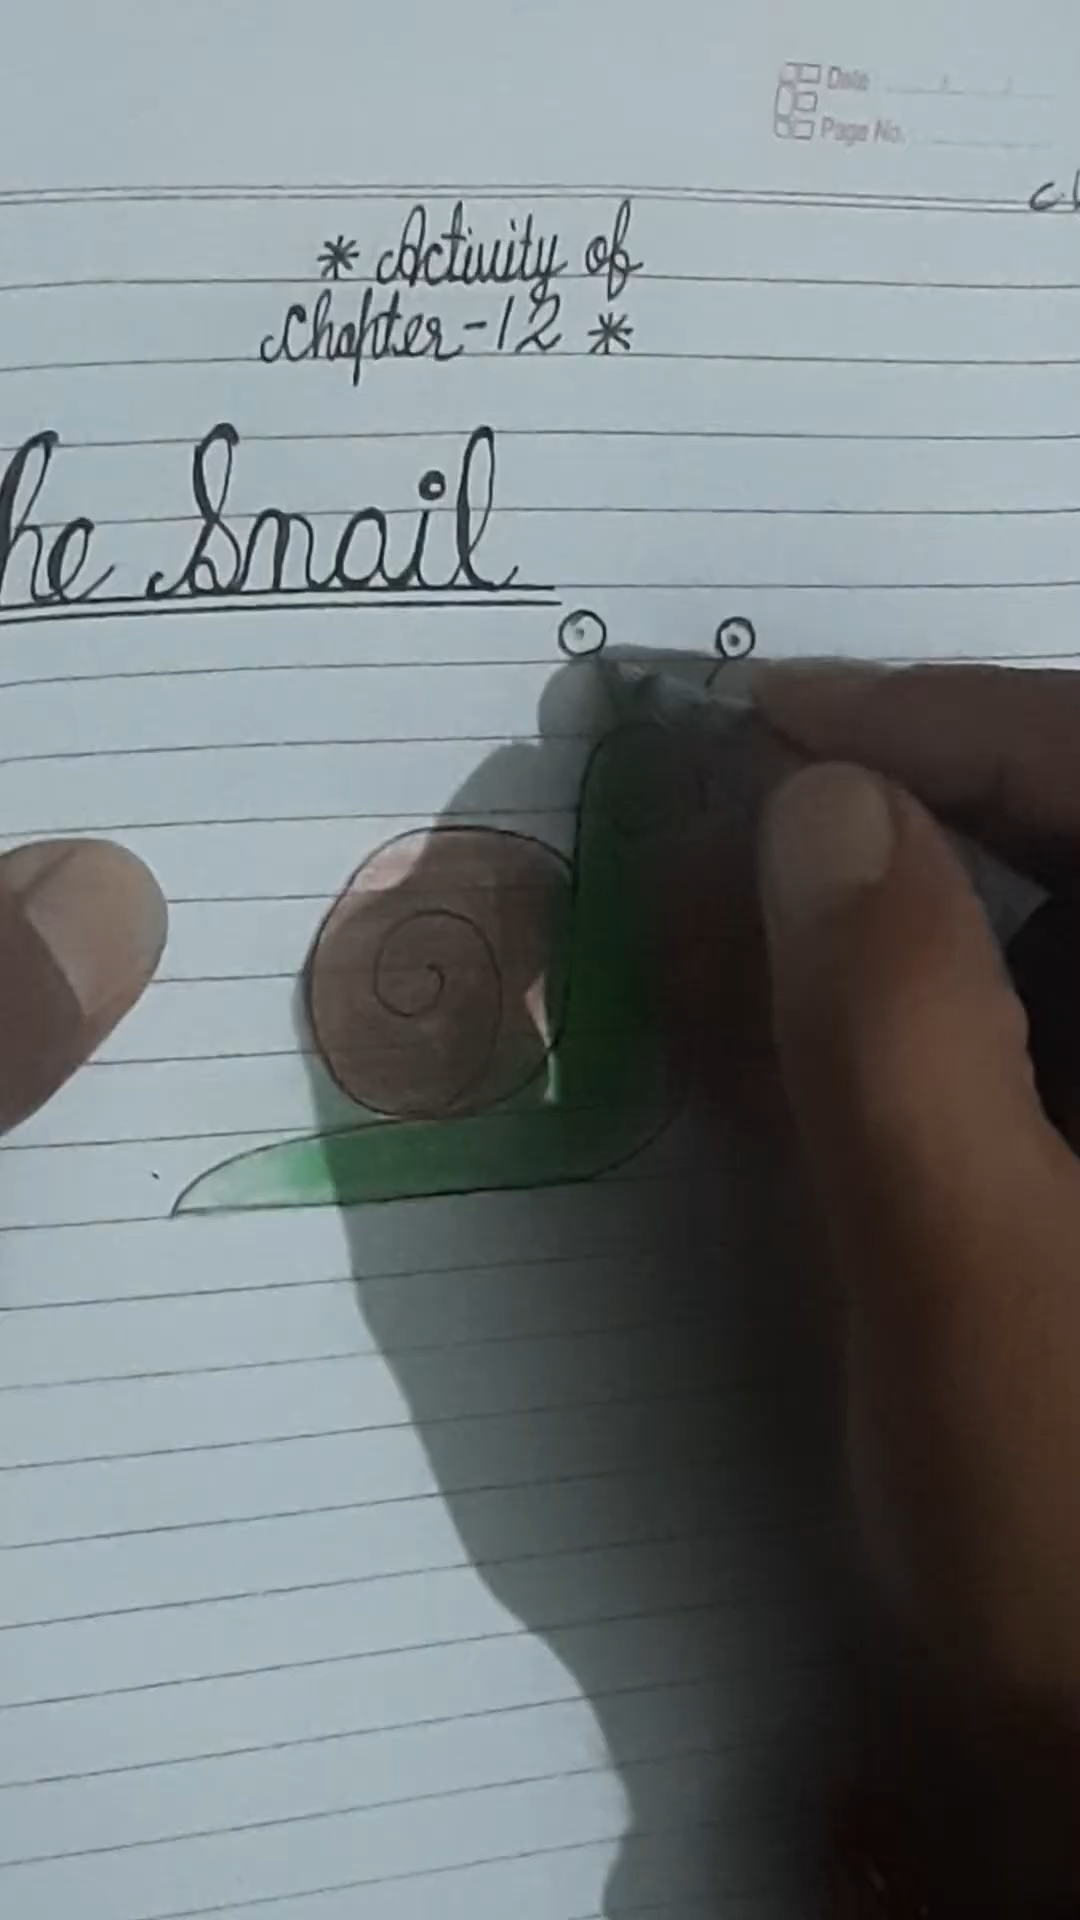 Date
Page No.
* Activity of
Chapter-12 *
he Snail